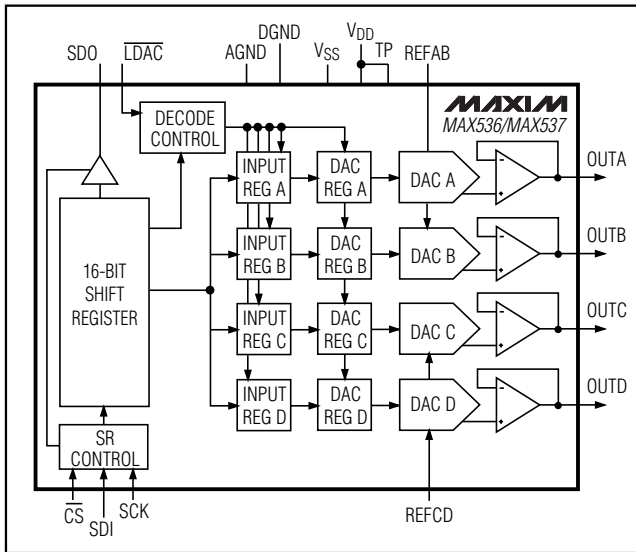 DGND
VDD
SDO
LDAC
AGND
VSS
TP
REFAB
MAXIM
MAX536/MAX537
DECODE
CONTROL
INPUT
REG A
DAC
REG A
DAC A
OUTA
INPUT
REG B
DAC
REG B
DAC B
OUTB
16-BIT
SHIFT
REGISTER
INPUT
REG C
DAC
REG C
DAC C
OUTC
INPUT
REG D
DAC
REG D
DAC D
OUTD
SR
CONTROL
CS
SDI
SCK
REFCD